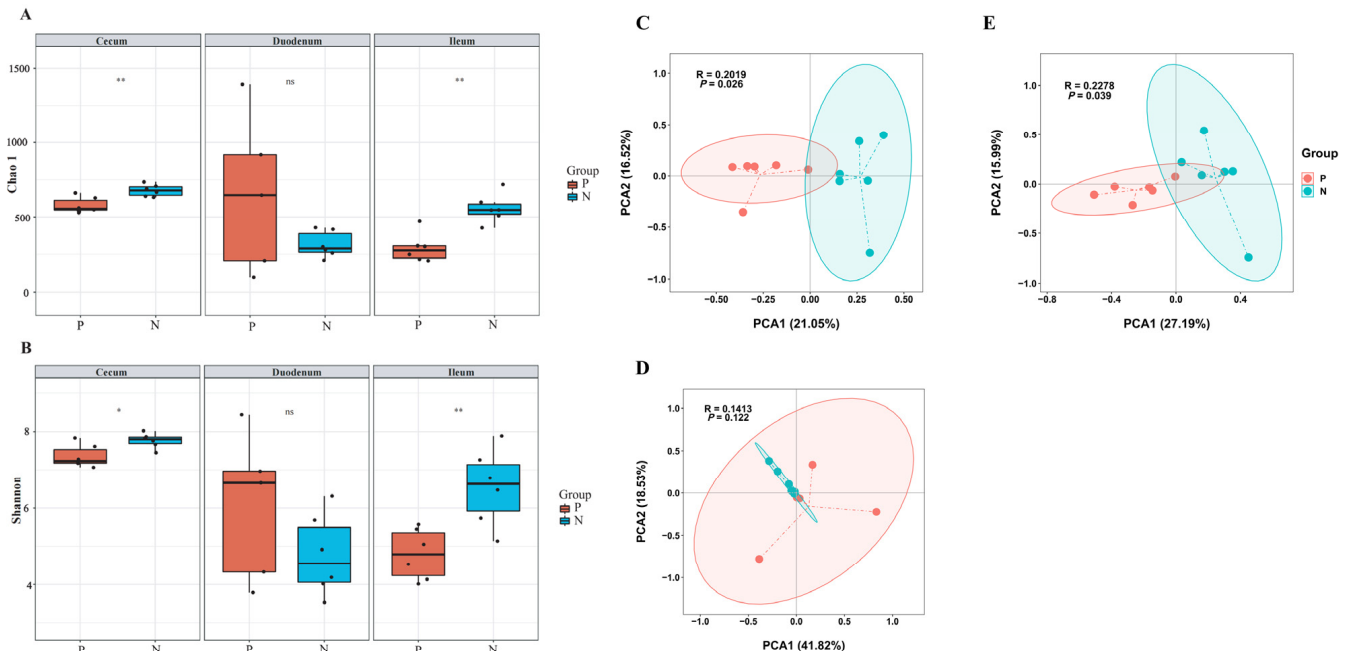 A
Cecum Duodenum Ileum
Chao 1
1500
1000
500
0
** ns **
P N P N P N
Group
P
N
B
Cecum Duodenum Ileum
Shannon
8
6
4
* ns **
P N P N P N
Group
P
N
C
R = 0.2019
P = 0.026
PCA2 (16.52%)
1.0
0.5
0.0
−0.5
−1.0
−0.50 −0.25 0.00 0.25 0.50
PCA1 (21.05%)
E
R = 0.2278
P = 0.039
PCA2 (15.99%)
1.0
0.5
0.0
−0.5
−1.0
−0.8 −0.4 0.0 0.4
PCA1 (27.19%)
Group
P
N
D
R = 0.1413
P = 0.122
PCA2 (18.53%)
1.0
0.5
0.0
−0.5
−1.0
−1.0 −0.5 0.0 0.5 1.0
PCA1 (41.82%)